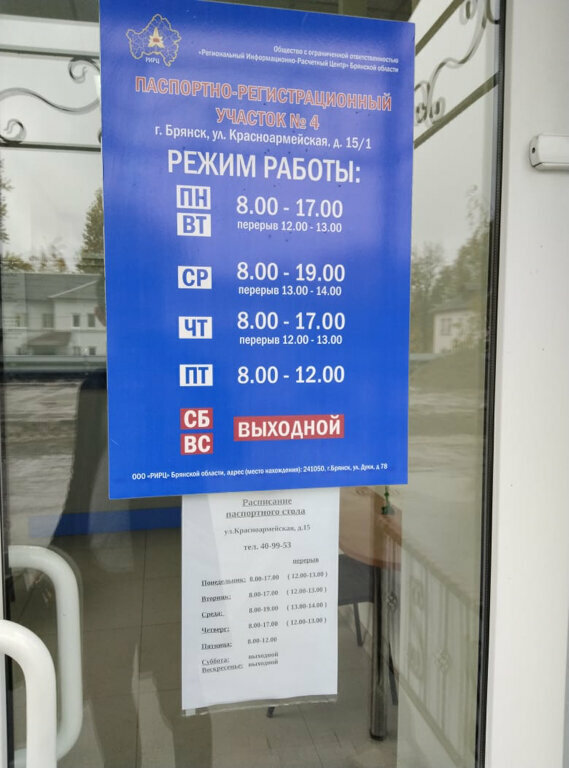 РИРЦ
Общество с ограниченной ответственностью
«Региональный Информационно-Расчетный Центр» Брянской области
ПАСПОРТНО-РЕГИСТРАЦИОННЫЙ
УЧАСТОК № 4
г. Брянск, ул. Красноармейская. д. 15/1
РЕЖИМ РАБОТЫ:
ПН
ВТ
8.00 - 17.00
перерыв 12.00 - 13.00
СР
8.00 - 19.00
перерыв 13.00 - 14.00
ЧТ
8.00 - 17.00
перерыв 12.00 - 13.00
ПТ
8.00 - 12.00
СБ
ВС
ВЫХОДНОЙ
ООО «РИРЦ» Брянской области, адрес (место нахождения): 241050, г.Брянск, ул. Дуки, д.78
Расписание
паспортного стола
ул.Красноармейская, д.15
тел. 40-99-53
перерыв
Понедельник: 8.00-17.00 ( 12.00-13.00 )
Вторник: 8.00-17.00 ( 12.00-13.00 )
Среда: 8.00-19.00 ( 13.00-14.00 )
Четверг: 8.00-17.00 ( 12.00-13.00 )
Пятница: 8.00-12.00
Суббота: выходной
Воскресенье: выходной